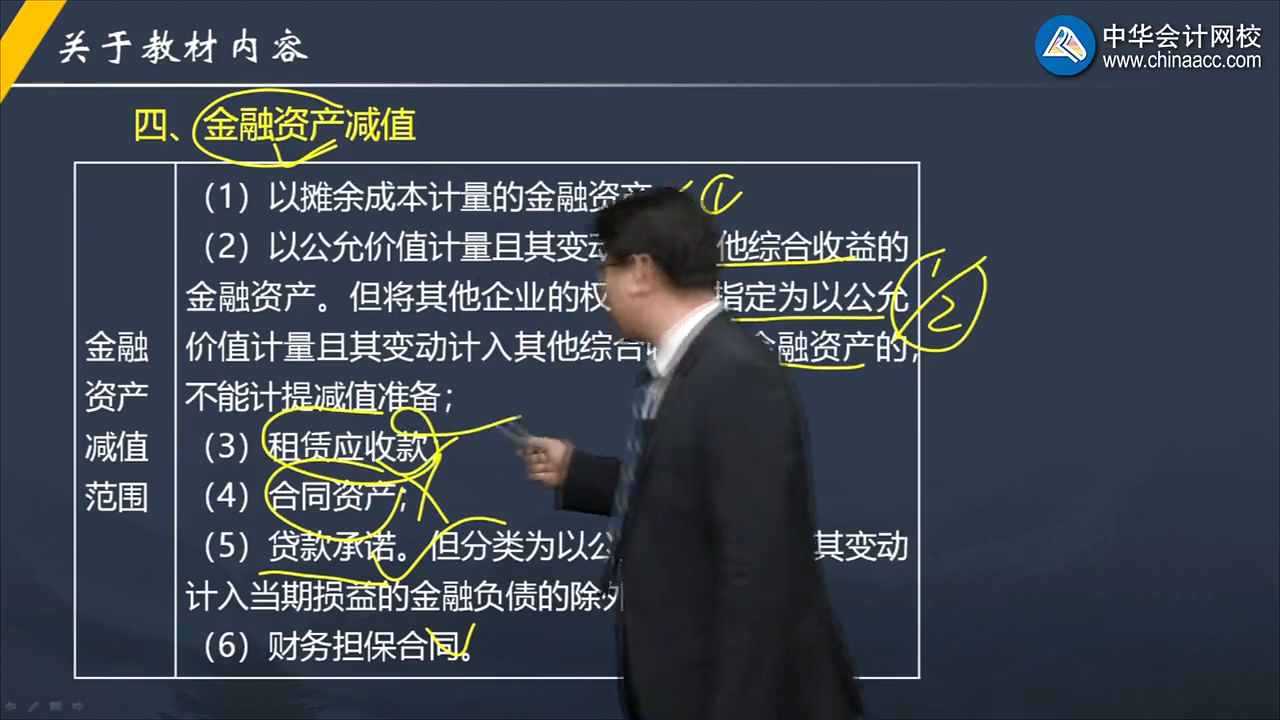 关于教材内容
中华会计网校
www.chinaacc.com
四、金融资产减值
（1）以摊余成本计量的金融资产
①
（2）以公允价值计量且其变动 他综合收益的
金融资产。但将其他企业的权 指定为以公允
1/2
金融 价值计量且其变动计入其他综合 金融资产的，
资产 不能计提减值准备；
减值 （3）租赁应收款
范围 （4）合同资产；
（5）贷款承诺。但分类为以公 其变动
计入当期损益的金融负债的除外
（6）财务担保合同。